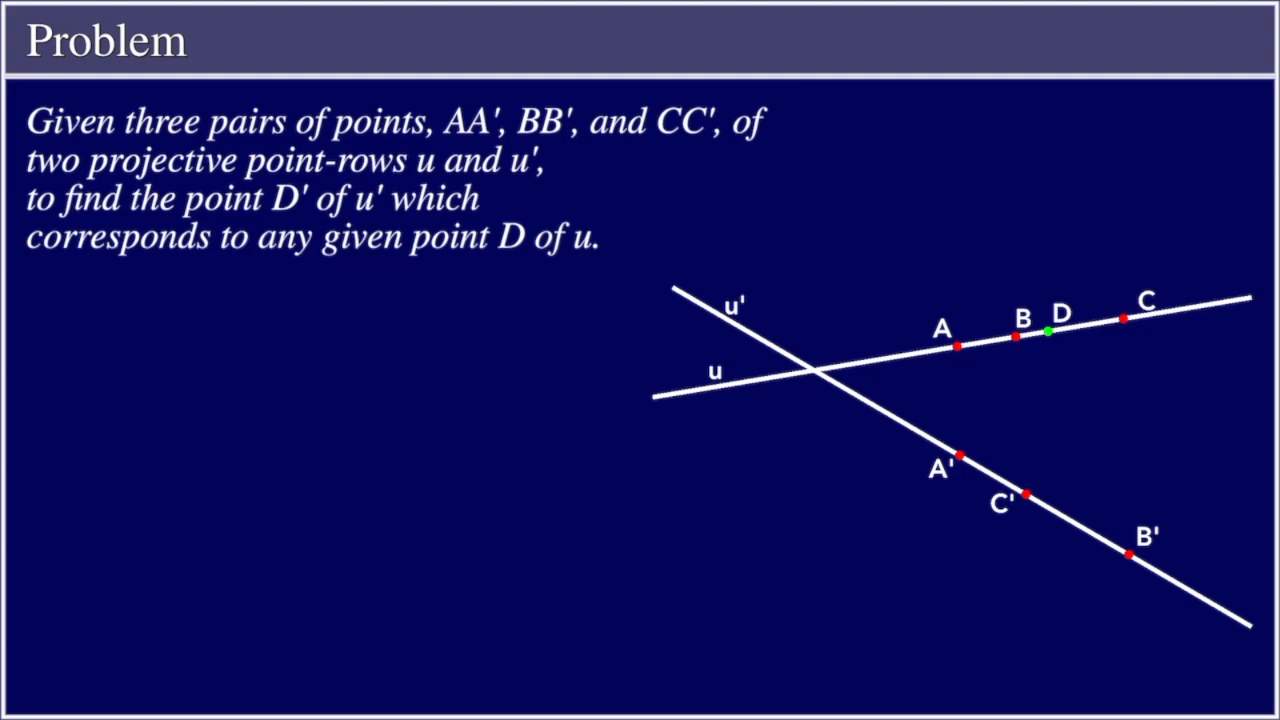 Problem
Given three pairs of points, AA', BB', and CC', of
two projective point-rows u and u',
to find the point D' of u' which
corresponds to any given point D of u.
u'
C
D
B
A
u
A'
C'
B'